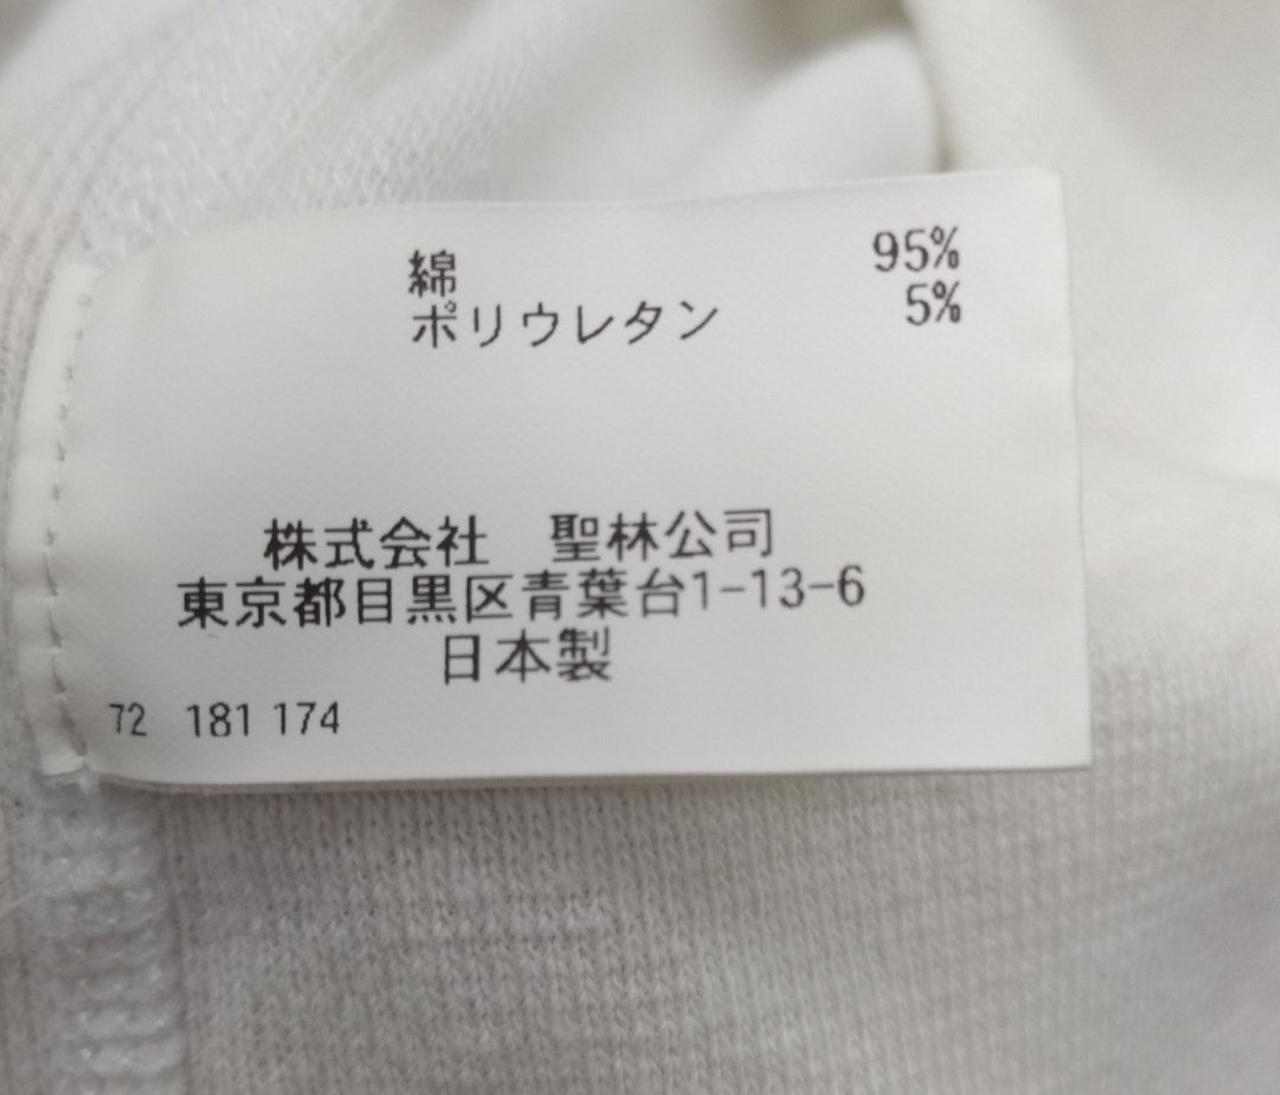 綿 95%
ポリウレタン 5%
株式会社 聖林公司
東京都目黒区青葉台1-13-6
日本製
72 181 174